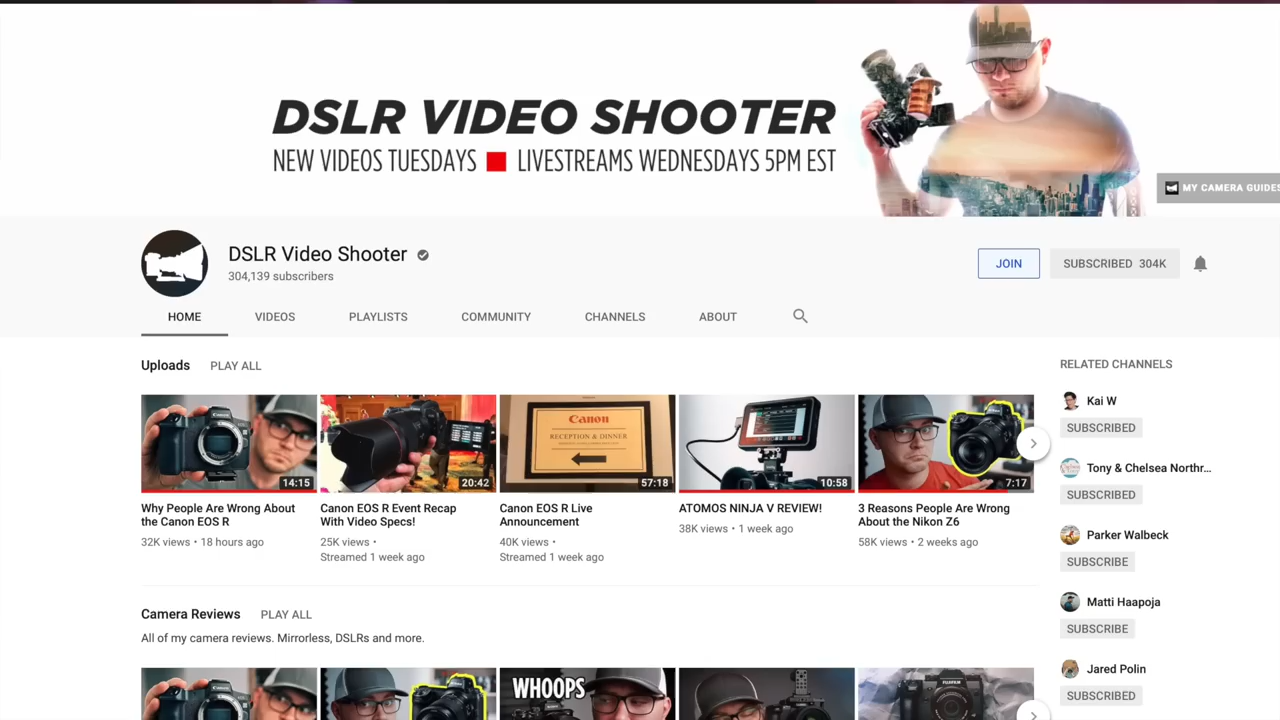 DSLR VIDEO SHOOTER
NEW VIDEOS TUESDAYS LIVESTREAMS WEDNESDAYS 5PM EST
MY CAMERA GUIDES
DSLR Video Shooter
304,139 subscribers
JOIN
SUBSCRIBED 304K
HOME
VIDEOS
PLAYLISTS
COMMUNITY
CHANNELS
ABOUT
Uploads
PLAY ALL
14:15
Why People Are Wrong About
the Canon EOS R
32K views • 18 hours ago
20:42
Canon EOS R Event Recap
With Video Specs!
25K views •
Streamed 1 week ago
Canon
RECEPTION & DINNER
57:18
Canon EOS R Live
Announcement
40K views •
Streamed 1 week ago
10:58
ATOMOS NINJA V REVIEW!
38K views • 1 week ago
7:17
3 Reasons People Are Wrong
About the Nikon Z6
58K views • 2 weeks ago
RELATED CHANNELS
Kai W
SUBSCRIBED
Tony & Chelsea Northr...
SUBSCRIBED
Parker Walbeck
SUBSCRIBE
Matti Haapoja
SUBSCRIBE
Jared Polin
SUBSCRIBED
Camera Reviews
PLAY ALL
All of my camera reviews. Mirrorless, DSLRs and more.
WHOOPS
FUJIFILM